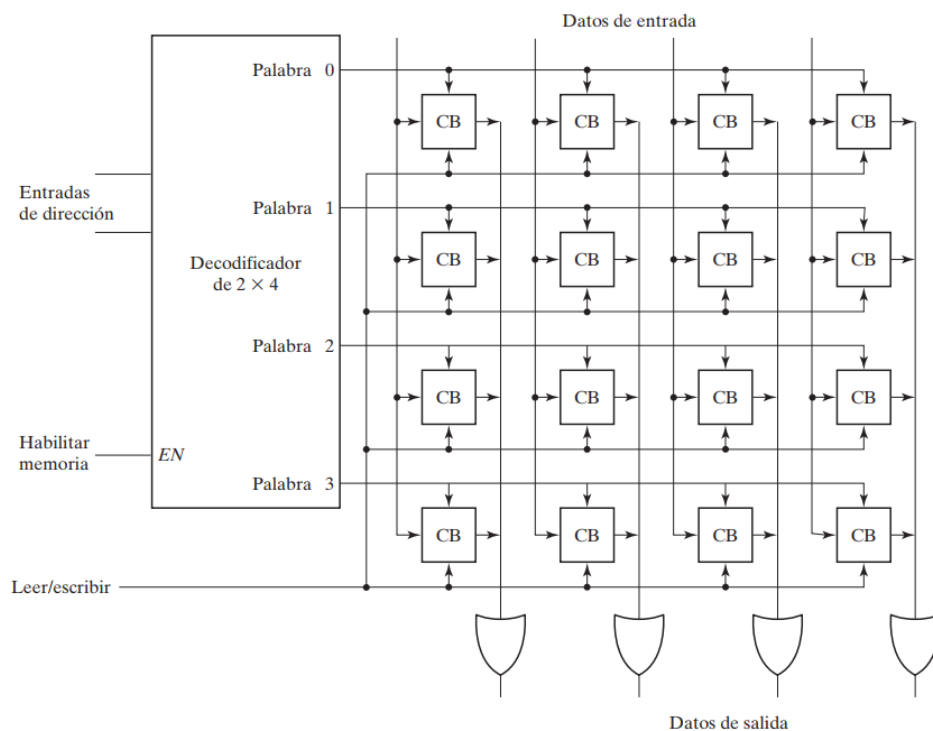 Datos de entrada
Palabra 0
CB CB CB CB
Entradas
de dirección
Palabra 1
Decodificador
de 2 × 4
CB CB CB CB
Palabra 2
CB CB CB CB
Habilitar
memoria
EN
Palabra 3
CB CB CB CB
Leer/escribir
Datos de salida